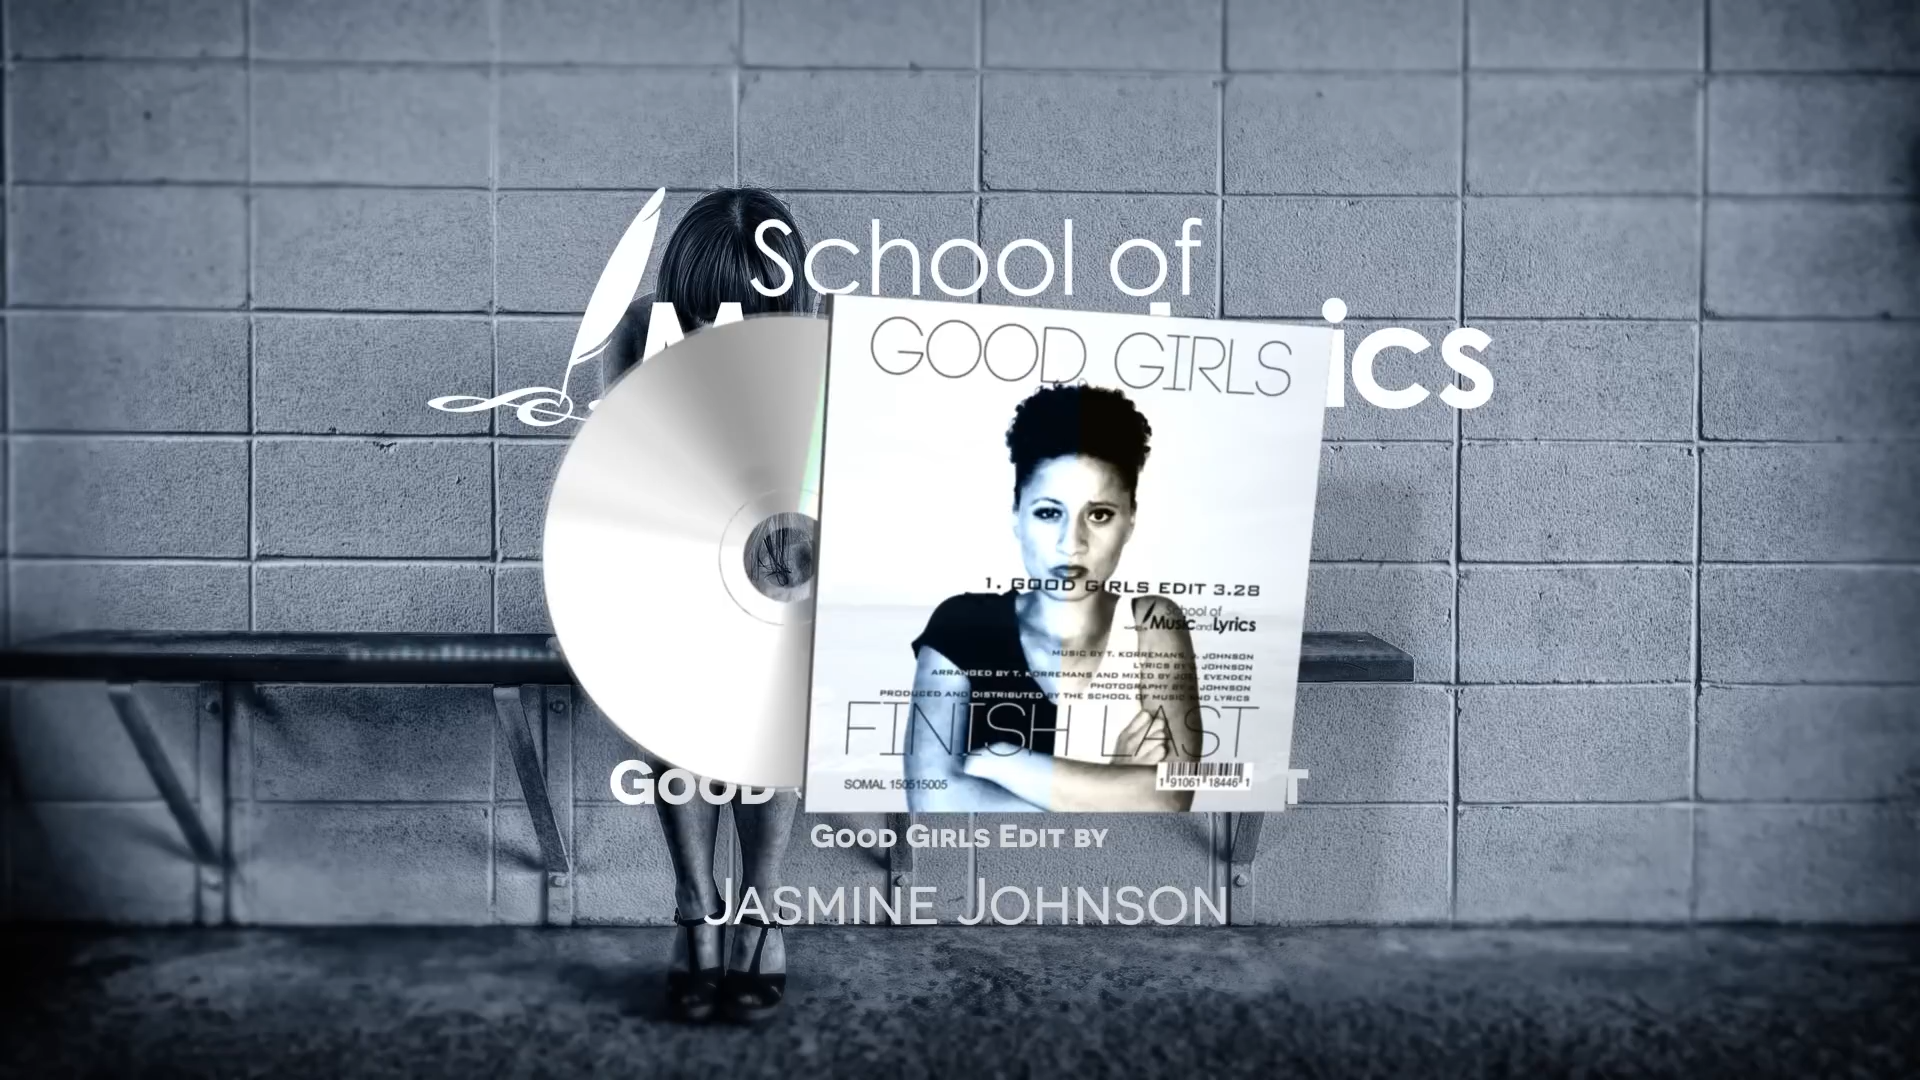 School of
ics
GOOD GIRLS
1. GOOD GIRLS EDIT 3.28
School of
Music and Lyrics
MUSIC BY T. KORREMANS, J. JOHNSON
LYRICS BY J. JOHNSON
ARRANGED BY T. KORREMANS AND MIXED BY JOEL EVENDEN
PHOTOGRAPHY BY A. JOHNSON
PRODUCED AND DISTRIBUTED BY THE SCHOOL OF MUSIC AND LYRICS
FINISH LAST
SOMAL 150515005
1 91061 18446 1
GOOD
GOOD GIRLS EDIT BY
JASMINE JOHNSON